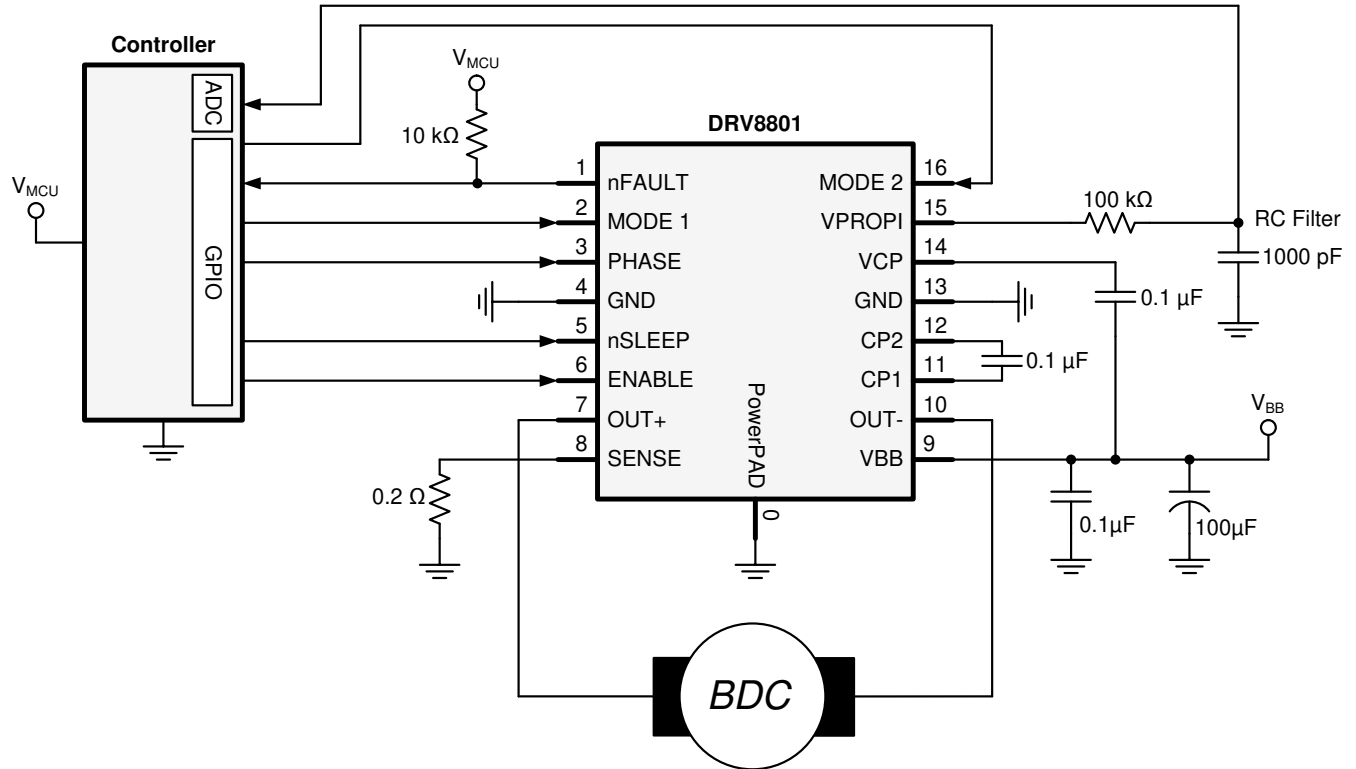 Controller
ADC
GPIO
V_MCU
V_MCU
10 kΩ
DRV8801
1
nFAULT
2
MODE 1
3
PHASE
4
GND
5
nSLEEP
6
ENABLE
7
OUT+
8
SENSE
16
MODE 2
15
VPROPI
14
VCP
13
GND
12
CP2
11
CP1
10
OUT-
9
VBB
PowerPAD
0
100 kΩ
RC Filter
1000 pF
0.1 µF
0.1 µF
V_BB
0.1µF
100µF
0.2 Ω
BDC